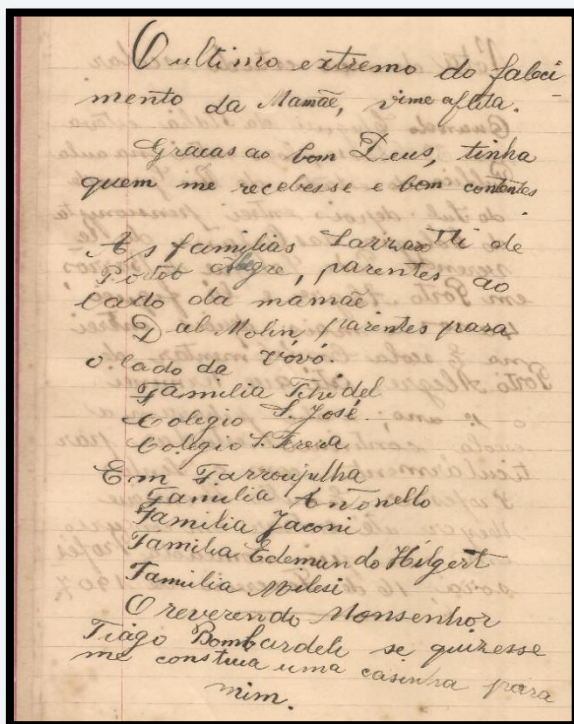 O ultimo extremo do faleci
mento da Mamãe, vime aflita.
Graças ao bom Deus, tinha
quem me recebesse e bem contentes
As familias Sarzotti de
Porto Alegre, parentes ao
lado da mamãe
Dal Molin parentes para
o lado da vóvó.
Familia
Colegio S. José.
Colegio S. Tereza
Em Farroupilha
Familia Antonello
Familia Jaconi
Familia Edemundo Hilgert
Familia Milesi
O reverendo Monsenhor
Tiago Bombardeli se quizesse
me construia uma casinha para
mim.